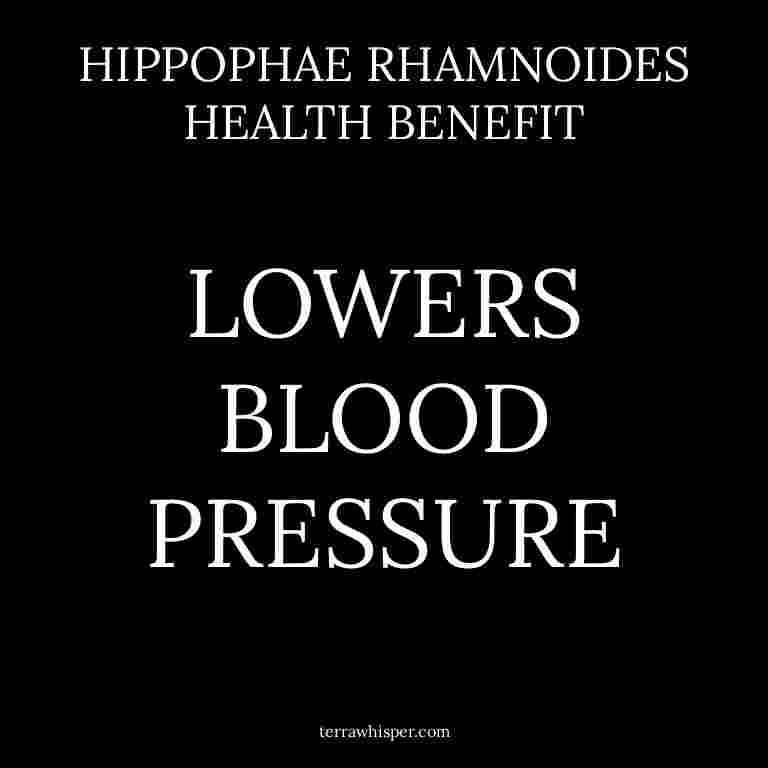 HIPPOPHAE RHAMNOIDES
HEALTH BENEFIT
LOWERS
BLOOD
PRESSURE
terrawhisper.com